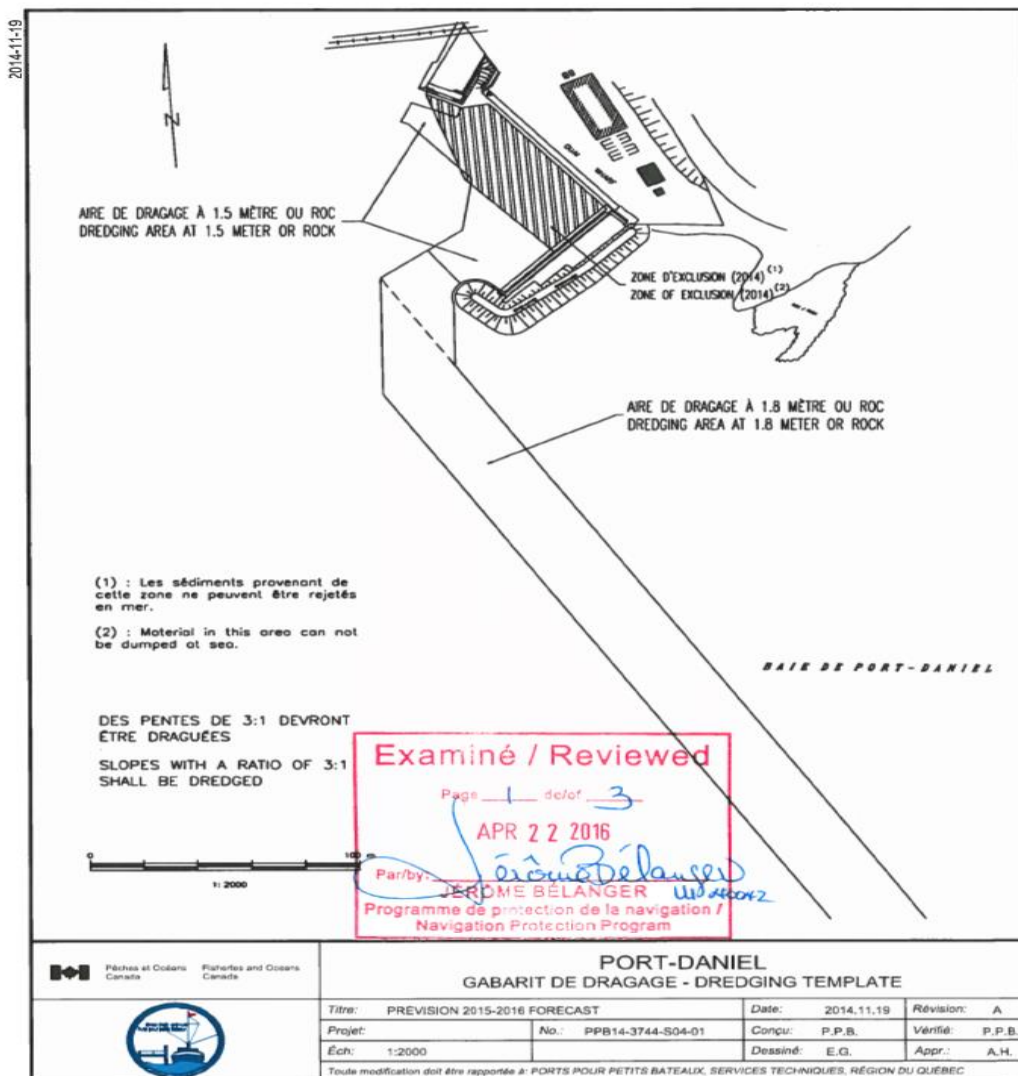 2014-11-19
N
AIRE DE DRAGAGE À 1.5 MÈTRE OU ROC
DREDGING AREA AT 1.5 METER OR ROCK
QUAI
WHARF
ZONE D'EXCLUSION (2014)(1)
ZONE OF EXCLUSION (2014)(2)
AIRE DE DRAGAGE À 1.8 MÈTRE OU ROC
DREDGING AREA AT 1.8 METER OR ROCK
(1) : Les sédiments provenant de
cette zone ne peuvent être rejetés
en mer.
(2) : Material in this area can not
be dumped at sea.
BAIE DE PORT-DANIEL
DES PENTES DE 3:1 DEVRONT
ÊTRE DRAGUÉES
SLOPES WITH A RATIO OF 3:1
SHALL BE DREDGED
0 100 m
1: 2000
Examiné / Reviewed
Page 1 de/of 3
APR 22 2016
Par/by: Jérôme Bélanger
JÉRÔME BÉLANGER
Programme de protection de la navigation /
Navigation Protection Program
Pêches et Océans Canada
Fisheries and Oceans Canada
PORT-DANIEL
GABARIT DE DRAGAGE - DREDGING TEMPLATE
Titre: PRÉVISION 2015-2016 FORECAST
Date: 2014.11.19
Révision: A
Projet:
No.: PPB14-3744-S04-01
Conçu: P.P.B.
Vérifié: P.P.B.
Éch: 1:2000
Dessiné: E.G.
Appr.: A.H.
Toute modification doit être rapportée à: PORTS POUR PETITS BATEAUX, SERVICES TECHNIQUES, RÉGION DU QUÉBEC